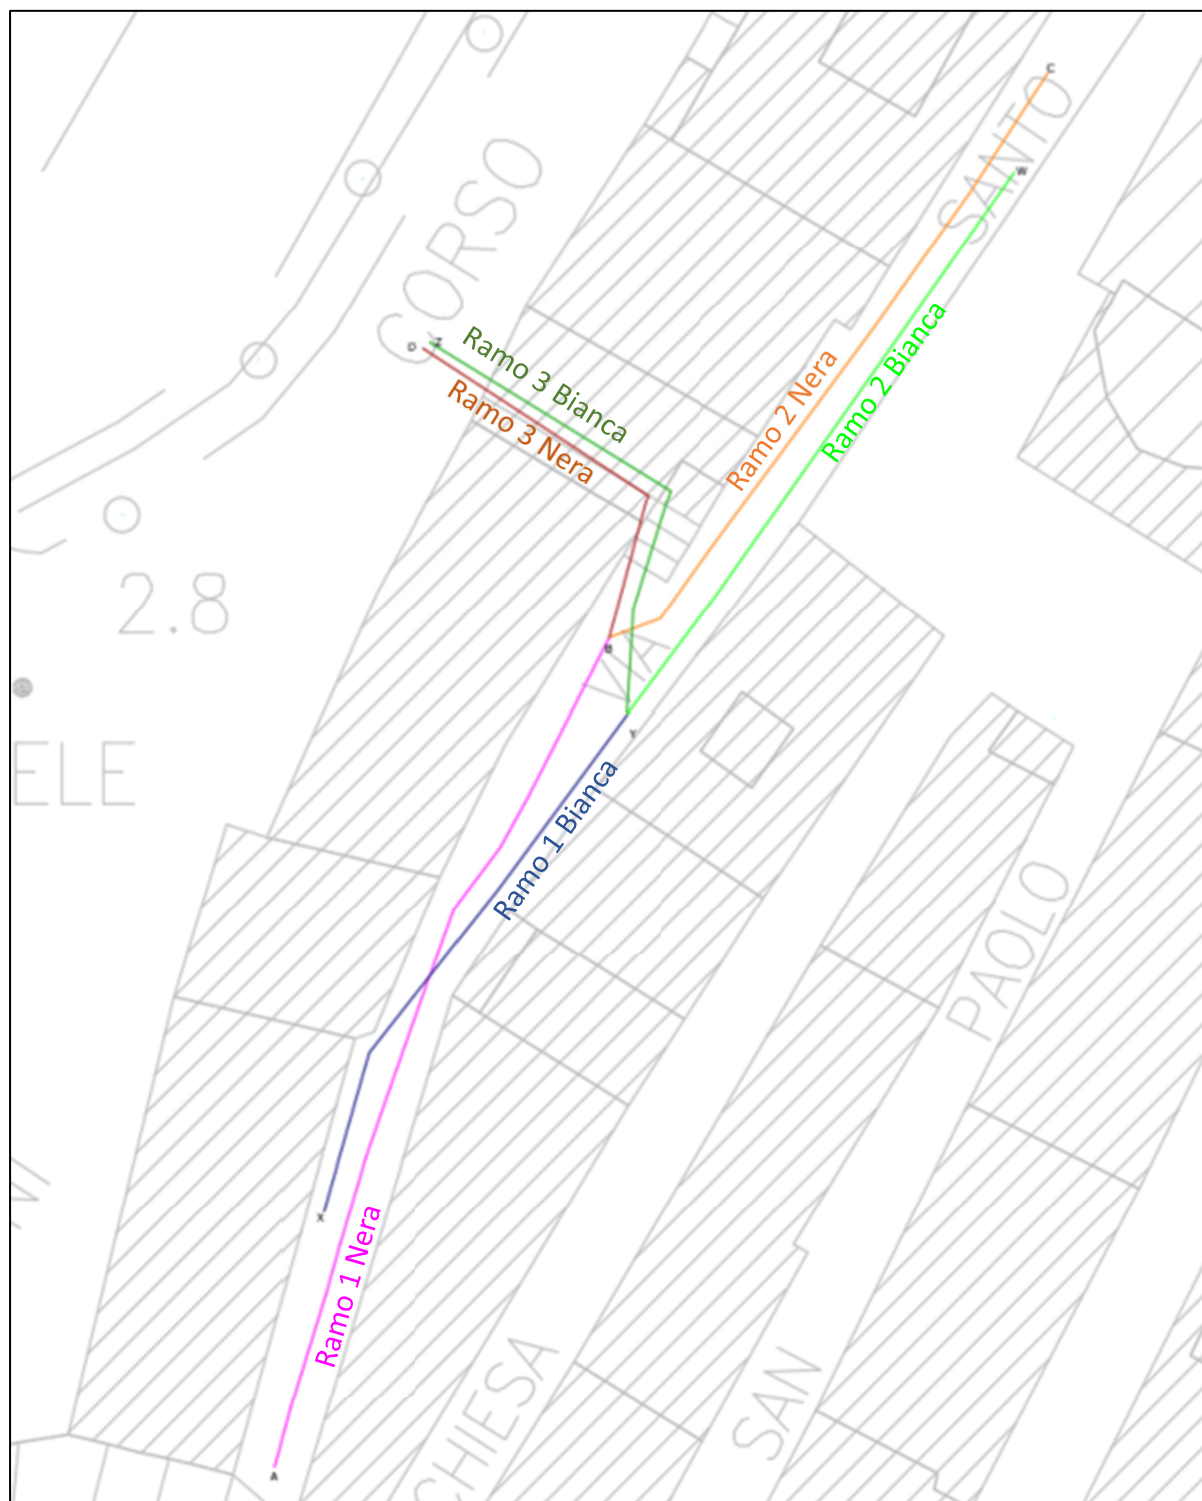 C
SANTO
W
CORSO
D
Z
Ramo 3 Bianca
Ramo 3 Nera
Ramo 2 Nera
Ramo 2 Bianca
2.8
B
VIA
Y
ELE
Ramo 1 Bianca
PAOLO
X
Ramo 1 Nera
CHIESA
SAN
A